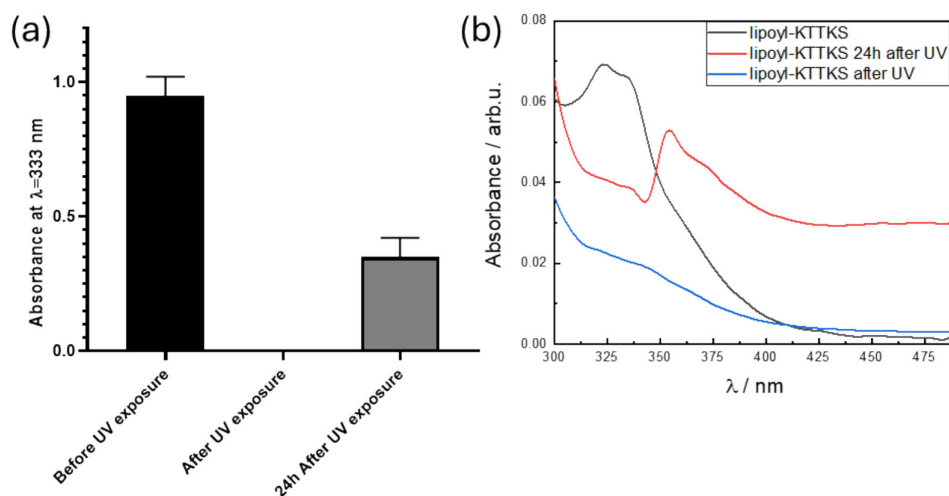 (a)
Absorbance at λ=333 nm
1.0
0.5
0.0
Before UV exposure
After UV exposure
24h After UV exposure
(b)
lipoyl-KTTKS
lipoyl-KTTKS 24h after UV
lipoyl-KTTKS after UV
Absorbance / arb.u.
0.08
0.06
0.04
0.02
0.00
300 325 350 375 400 425 450 475
λ / nm